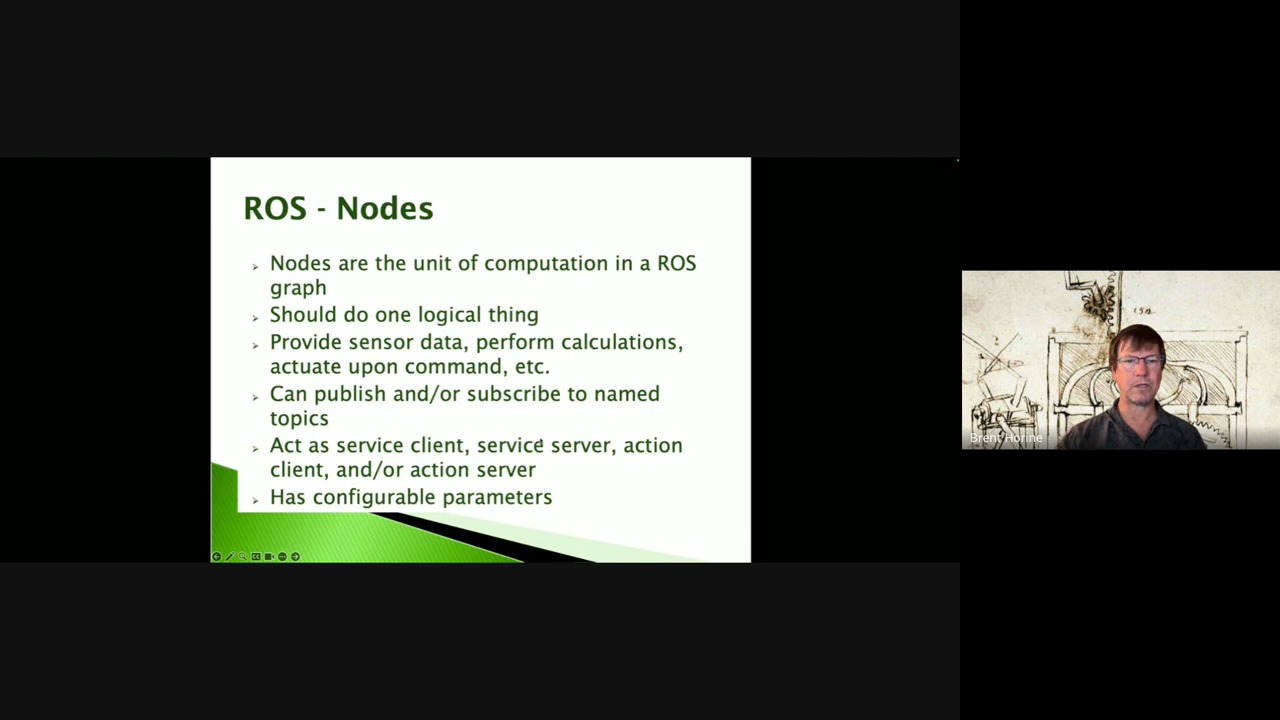 ROS - Nodes
Nodes are the unit of computation in a ROS
graph
Should do one logical thing
Provide sensor data, perform calculations,
actuate upon command, etc.
Can publish and/or subscribe to named
topics
Act as service client, service server, action
client, and/or action server
Has configurable parameters
Brent Horine